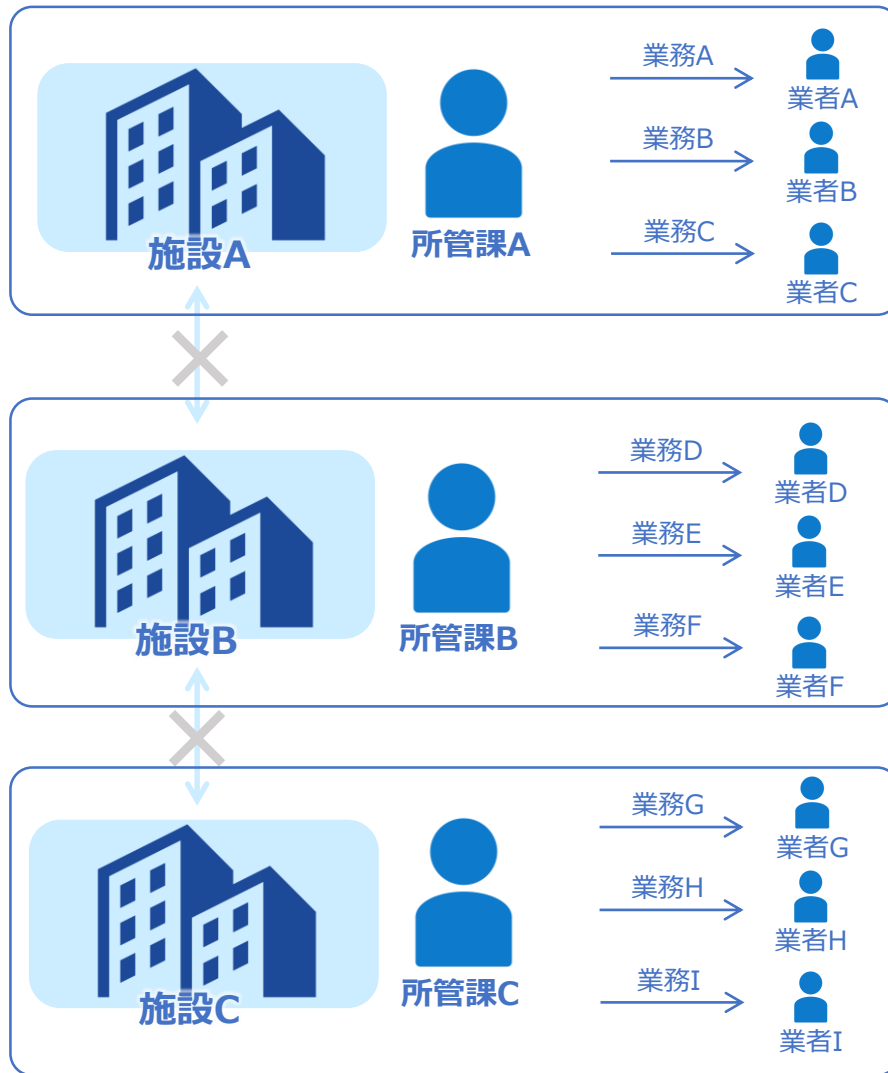 業務A
業者A
業務B
業者B
業務C
業者C
施設A
所管課A
業務D
業者D
業務E
業者E
業務F
業者F
施設B
所管課B
業務G
業者G
業務H
業者H
業務I
業者I
施設C
所管課C